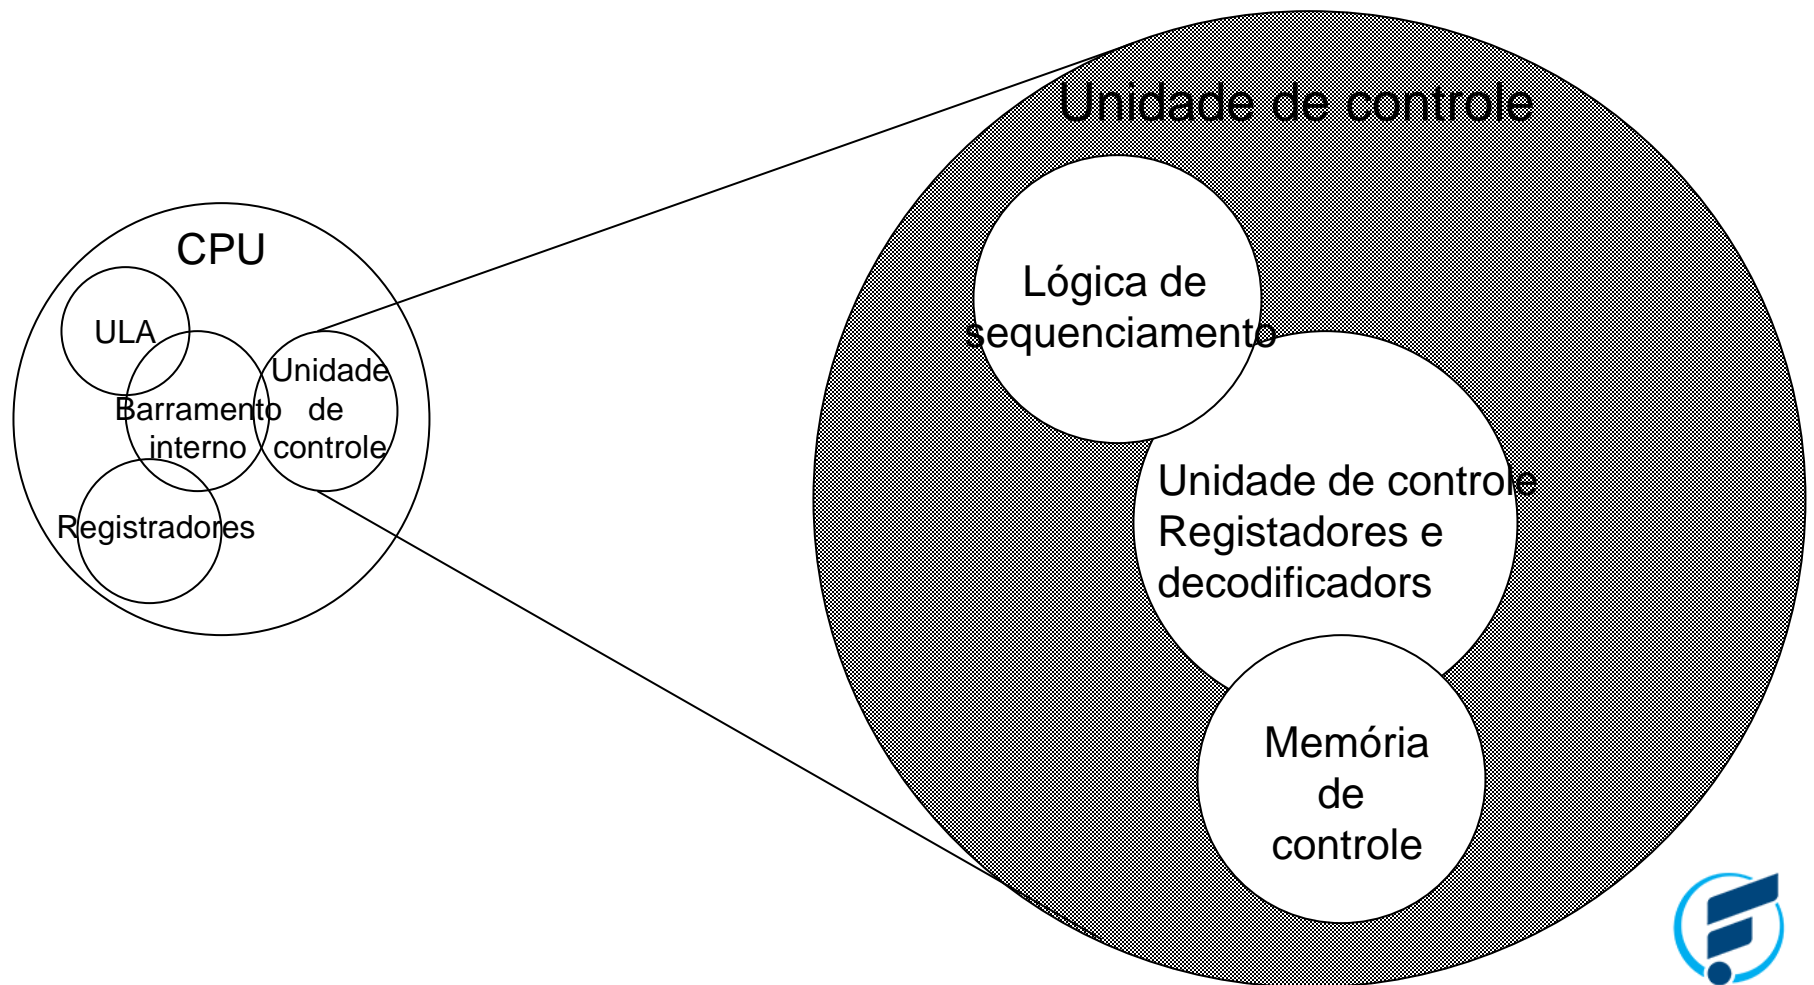 CPU
ULA
Barramento
interno
Unidade
de
controle
Registradores
Unidade de controle
Lógica de
sequenciamento
Unidade de controle
Registadores e
decodificadors
Memória
de
controle